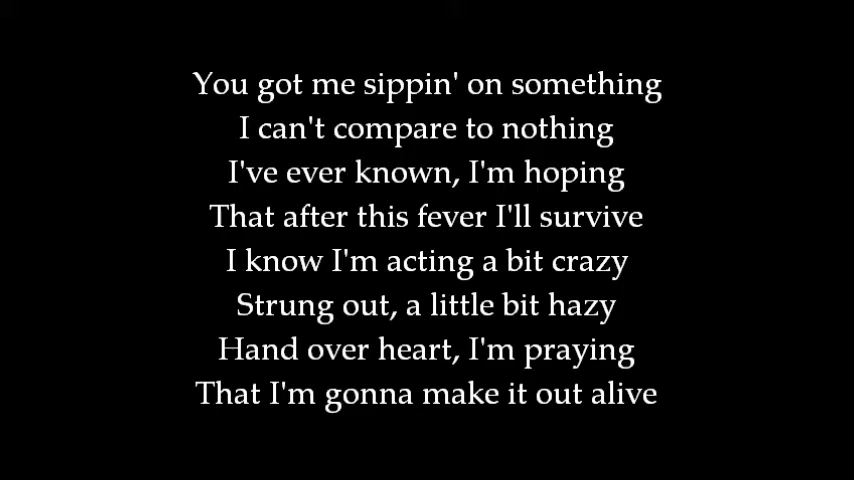 You got me sippin' on something
I can't compare to nothing
I've ever known, I'm hoping
That after this fever I'll survive
I know I'm acting a bit crazy
Strung out, a little bit hazy
Hand over heart, I'm praying
That I'm gonna make it out alive